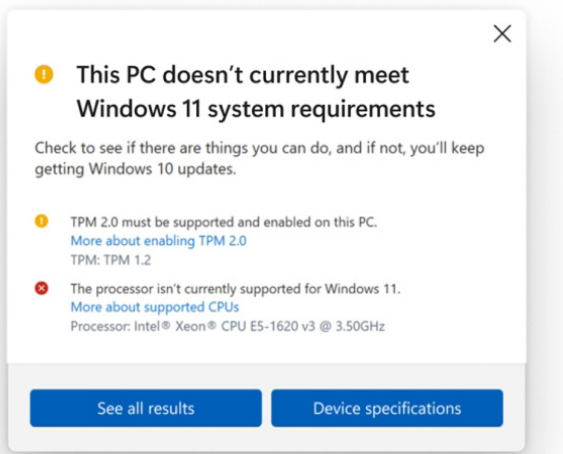 This PC doesn't currently meet
Windows 11 system requirements
Check to see if there are things you can do, and if not, you'll keep
getting Windows 10 updates.
TPM 2.0 must be supported and enabled on this PC.
More about enabling TPM 2.0
TPM: TPM 1.2
The processor isn't currently supported for Windows 11.
More about supported CPUs
Processor: Intel® Xeon® CPU E5-1620 v3 @ 3.50GHz
See all results
Device specifications